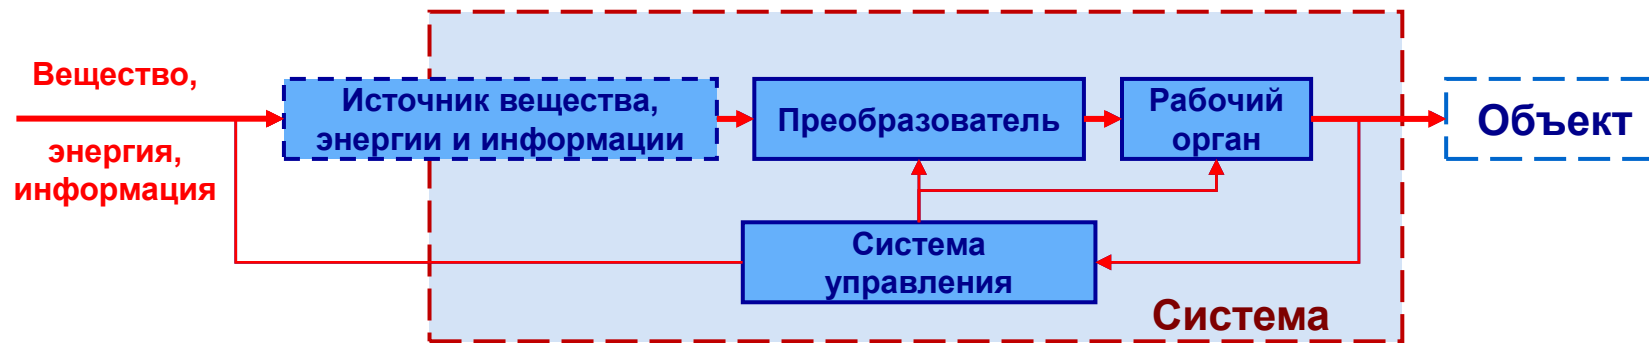 Вещество,
энергия,
информация
Источник вещества,
энергии и информации
Преобразователь
Рабочий
орган
Объект
Система
управления
Система